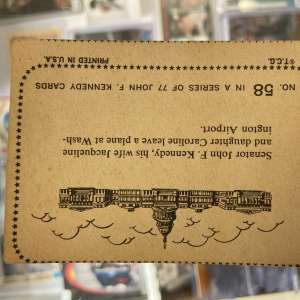 Senator John F. Kennedy, his wife Jacqueline
and daughter Caroline leave a plane at Wash-
ington Airport.
NO. 58 IN A SERIES OF 77 JOHN F. KENNEDY CARDS
©T.C.G. PRINTED IN U.S.A.